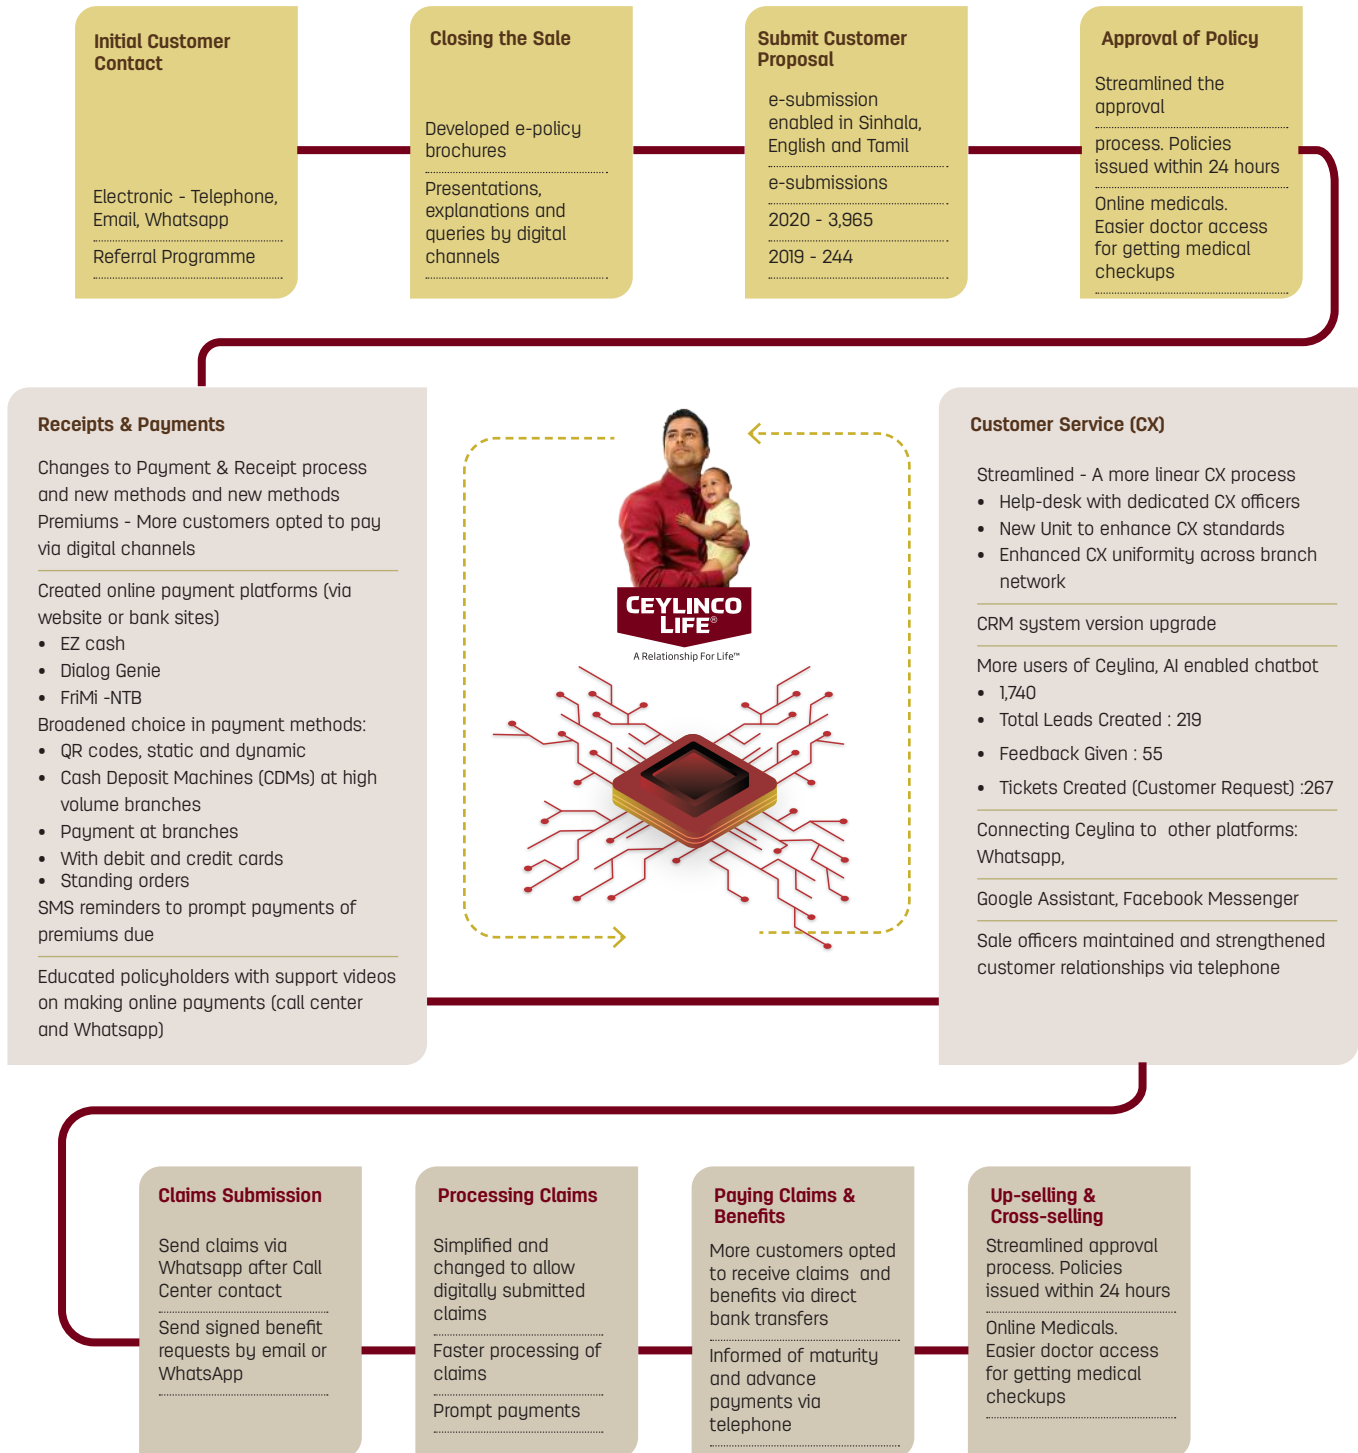 Initial Customer
Contact
Electronic - Telephone,
Email, Whatsapp
Referral Programme
Closing the Sale
Developed e-policy
brochures
Presentations,
explanations and
queries by digital
channels
Submit Customer
Proposal
e-submission
enabled in Sinhala,
English and Tamil
e-submissions
2020 - 3,965
2019 - 244
Approval of Policy
Streamlined the
approval
process. Policies
issued within 24 hours
Online medicals.
Easier doctor access
for getting medical
checkups
Receipts & Payments
Changes to Payment & Receipt process
and new methods and new methods
Premiums - More customers opted to pay
via digital channels
Created online payment platforms (via
website or bank sites)
• EZ cash
• Dialog Genie
• FriMi -NTB
Broadened choice in payment methods:
• QR codes, static and dynamic
• Cash Deposit Machines (CDMs) at high
volume branches
• Payment at branches
• With debit and credit cards
• Standing orders
SMS reminders to prompt payments of
premiums due
Educated policyholders with support videos
on making online payments (call center
and Whatsapp)
CEYLINCO
LIFE®
A Relationship For Life™
Customer Service (CX)
Streamlined - A more linear CX process
• Help-desk with dedicated CX officers
• New Unit to enhance CX standards
• Enhanced CX uniformity across branch
network
CRM system version upgrade
More users of Ceylina, AI enabled chatbot
• 1,740
• Total Leads Created : 219
• Feedback Given : 55
• Tickets Created (Customer Request) :267
Connecting Ceylina to other platforms:
Whatsapp,
Google Assistant, Facebook Messenger
Sale officers maintained and strengthened
customer relationships via telephone
Claims Submission
Send claims via
Whatsapp after Call
Center contact
Send signed benefit
requests by email or
WhatsApp
Processing Claims
Simplified and
changed to allow
digitally submitted
claims
Faster processing of
claims
Prompt payments
Paying Claims &
Benefits
More customers opted
to receive claims and
benefits via direct
bank transfers
Informed of maturity
and advance
payments via
telephone
Up-selling &
Cross-selling
Streamlined approval
process. Policies
issued within 24 hours
Online Medicals.
Easier doctor access
for getting medical
checkups